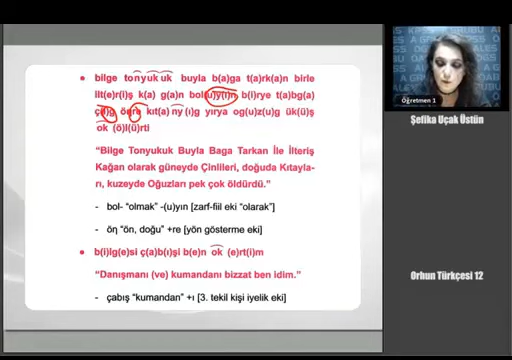 bilge tonyukuk buyla b(a)ga t(a)rk(a)n birle
ilt(e)r(i)ş k(a) g(a)n bol(u)y(ı)n b(i)rye t(a)bg(a)
ç(ı)g öŋre kıt(a) ny (ı)g yırya og(u)z(u)g ük(ü)ş
ok (ö)l(ü)rti
"Bilge Tonyukuk Buyla Baga Tarkan İle İlteriş
Kağan olarak güneyde Çinlileri, doğuda Kıtayla-
rı, kuzeyde Oğuzları pek çok öldürdü."
- bol- "olmak" -(u)yın [zarf-fiil eki "olarak"]
- öŋ "ön, doğu" +re [yön gösterme eki]
b(i)lg(e)si ç(a)b(ı)şi b(e)n ok (e)rt(i)m
"Danışmanı (ve) kumandanı bizzat ben idim."
- çabış "kumandan" +ı [3. tekil kişi iyelik eki]
Öğretmen 1
Şefika Uçak Üstün
Orhun Türkçesi 12